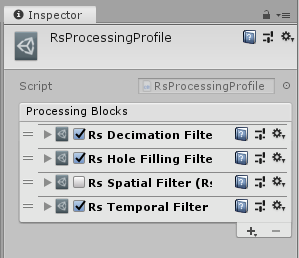 Inspector
RsProcessingProfile
Script
RsProcessingProfile
Processing Blocks
Rs Decimation Filte
Rs Hole Filling Filte
Rs Spatial Filter (Rs
Rs Temporal Filter